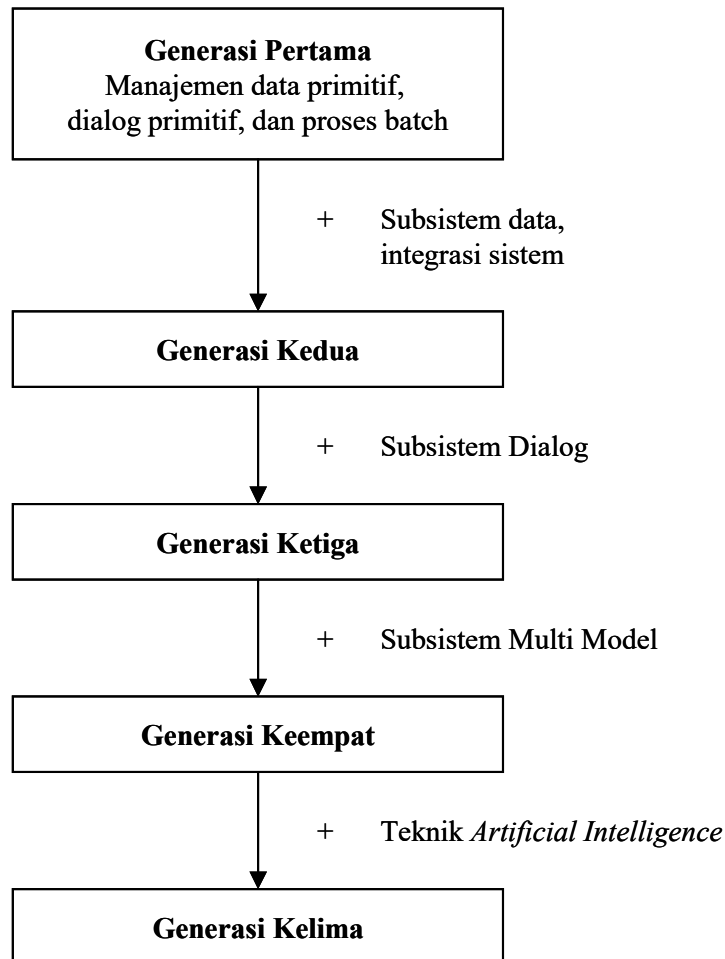 Generasi Pertama
Manajemen data primitif,
dialog primitif, dan proses batch
+ Subsistem data,
integrasi sistem
Generasi Kedua
+ Subsistem Dialog
Generasi Ketiga
+ Subsistem Multi Model
Generasi Keempat
+ Teknik Artificial Intelligence
Generasi Kelima